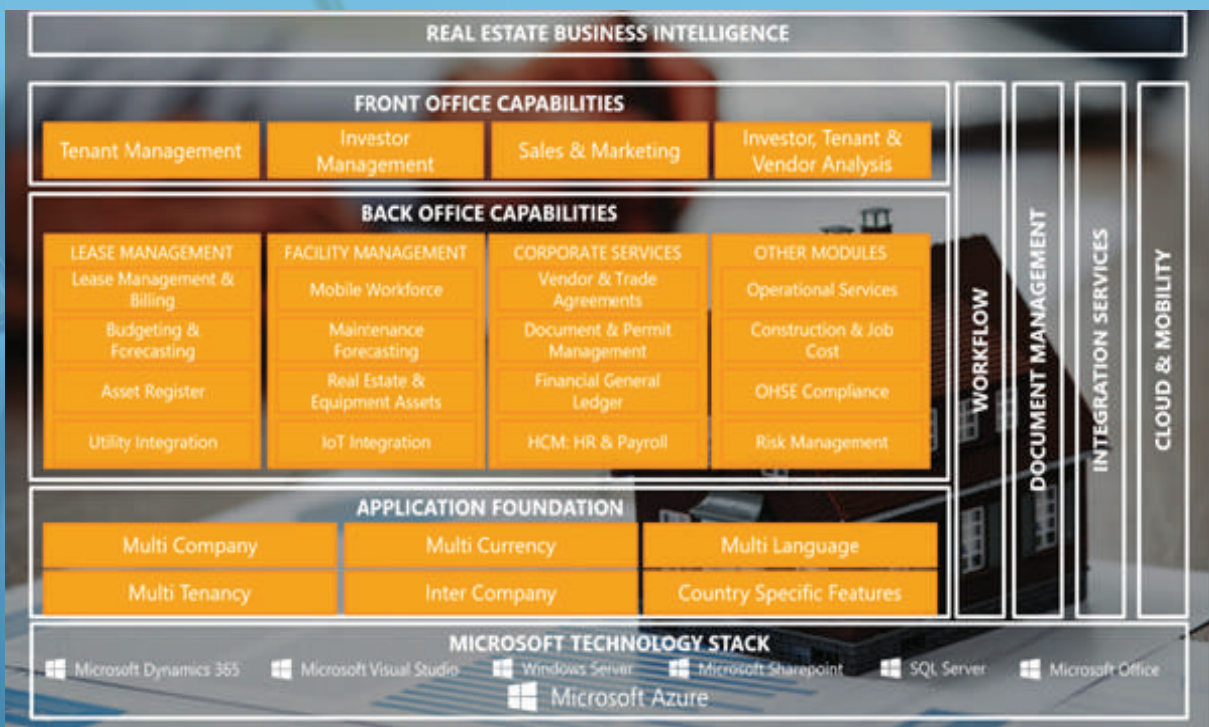 REAL ESTATE BUSINESS INTELLIGENCE
FRONT OFFICE CAPABILITIES
Tenant Management
Investor
Management
Sales & Marketing
Investor, Tenant &
Vendor Analysis
BACK OFFICE CAPABILITIES
LEASE MANAGEMENT
Lease Management &
Billing
Budgeting &
Forecasting
Asset Register
Utility Integration
FACILITY MANAGEMENT
Mobile Workforce
Maintenance
Forecasting
Real Estate &
Equipment Assets
IoT Integration
CORPORATE SERVICES
Vendor & Trade
Agreements
Document & Permit
Management
Financial General
Ledger
HCM: HR & Payroll
OTHER MODULES
Operational Services
Construction & Job
Cost
OHSE Compliance
Risk Management
APPLICATION FOUNDATION
Multi Company
Multi Currency
Multi Language
Multi Tenancy
Inter Company
Country Specific Features
WORKFLOW
DOCUMENT MANAGEMENT
INTEGRATION SERVICES
CLOUD & MOBILITY
MICROSOFT TECHNOLOGY STACK
Microsoft Dynamics 365
Microsoft Visual Studio
Windows Server
Microsoft Sharepoint
SQL Server
Microsoft Office
Microsoft Azure